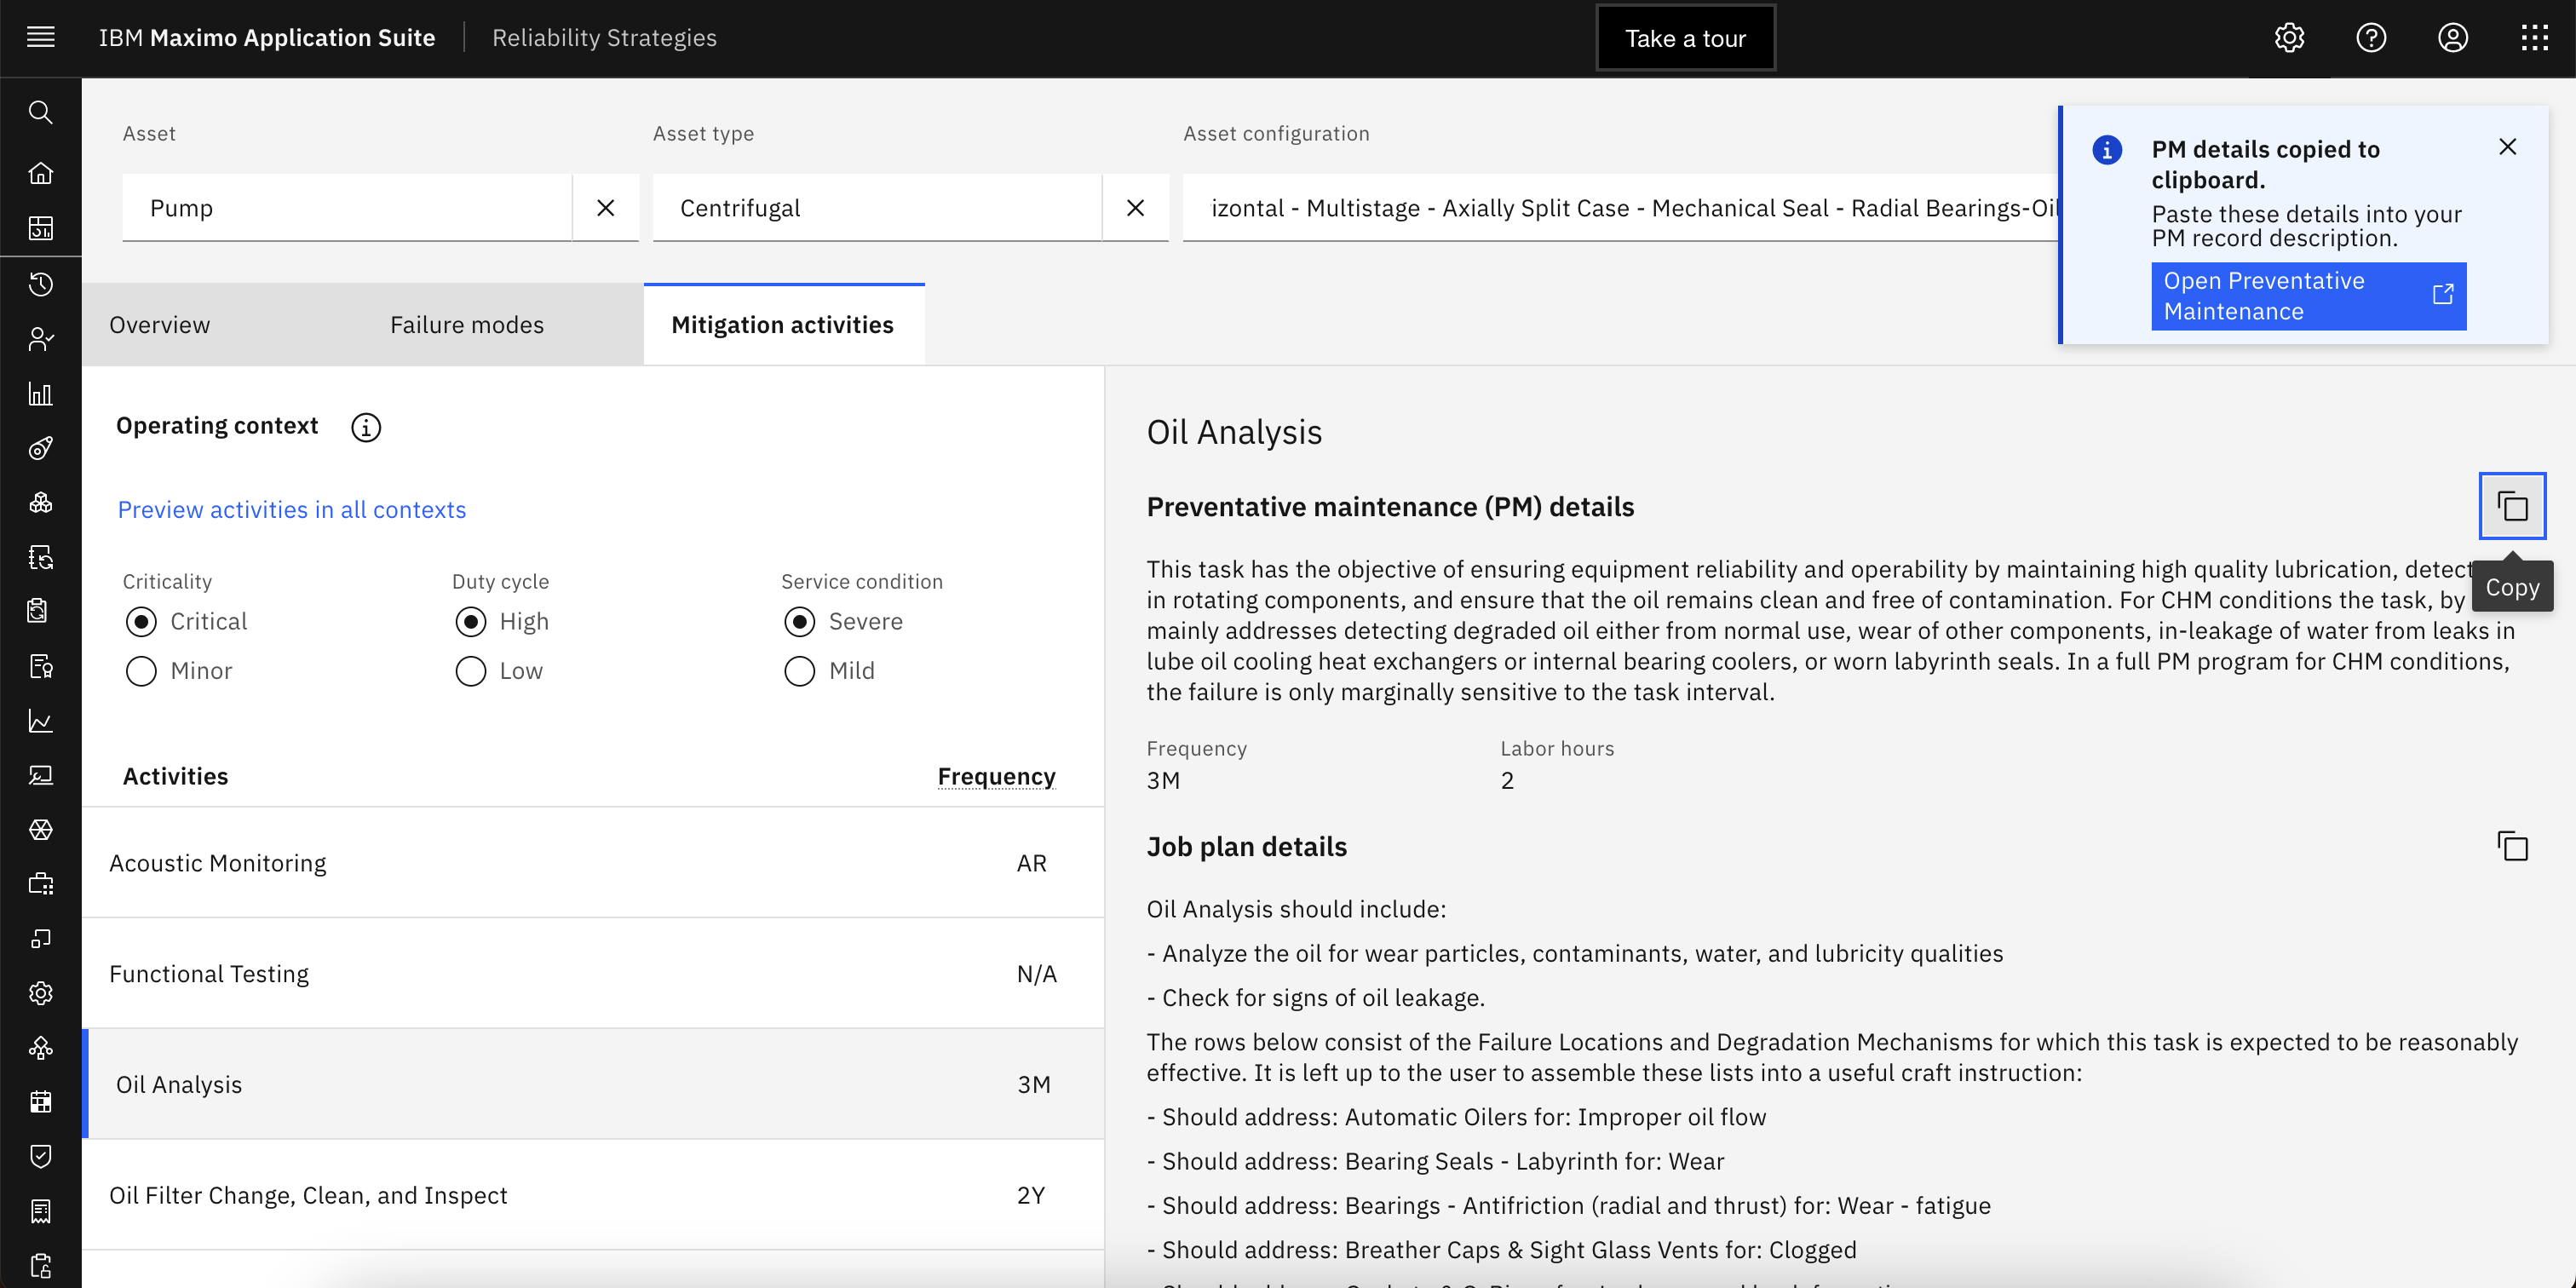 IBM Maximo Application Suite
Reliability Strategies
Take a tour
Asset
Asset type
Asset configuration
Pump
Centrifugal
izontal - Multistage - Axially Split Case - Mechanical Seal - Radial Bearings-Oil
PM details copied to
clipboard.
Paste these details into your
PM record description.
Open Preventative
Maintenance
Overview
Failure modes
Mitigation activities
Operating context
Preview activities in all contexts
Criticality
Duty cycle
Service condition
Critical
High
Severe
Minor
Low
Mild
Activities
Frequency
Acoustic Monitoring
AR
Functional Testing
N/A
Oil Analysis
3M
Oil Filter Change, Clean, and Inspect
2Y
Oil Analysis
Preventative maintenance (PM) details
Copy
This task has the objective of ensuring equipment reliability and operability by maintaining high quality lubrication, detect
in rotating components, and ensure that the oil remains clean and free of contamination. For CHM conditions the task, by
mainly addresses detecting degraded oil either from normal use, wear of other components, in-leakage of water from leaks in
lube oil cooling heat exchangers or internal bearing coolers, or worn labyrinth seals. In a full PM program for CHM conditions,
the failure is only marginally sensitive to the task interval.
Frequency
Labor hours
3M
2
Job plan details
Oil Analysis should include:
- Analyze the oil for wear particles, contaminants, water, and lubricity qualities
- Check for signs of oil leakage.
The rows below consist of the Failure Locations and Degradation Mechanisms for which this task is expected to be reasonably
effective. It is left up to the user to assemble these lists into a useful craft instruction:
- Should address: Automatic Oilers for: Improper oil flow
- Should address: Bearing Seals - Labyrinth for: Wear
- Should address: Bearings - Antifriction (radial and thrust) for: Wear - fatigue
- Should address: Breather Caps & Sight Glass Vents for: Clogged